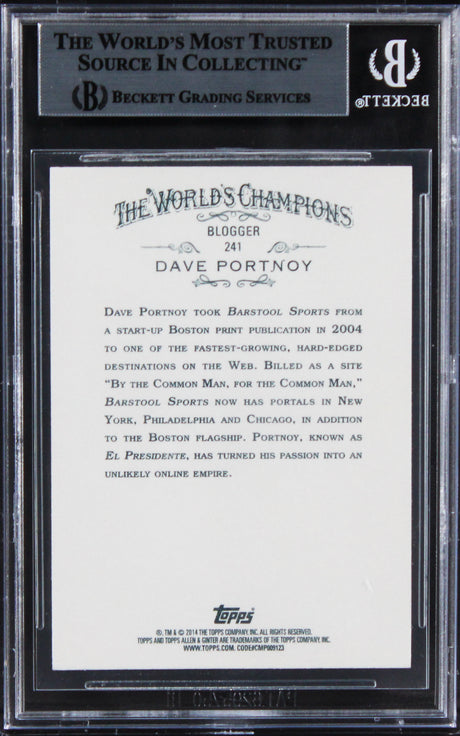 THE WORLD'S MOST TRUSTED
SOURCE IN COLLECTING™
B BECKETT GRADING SERVICES
B
BECKETT®
THE WORLD'S CHAMPIONS
BLOGGER
241
DAVE PORTNOY
DAVE PORTNOY TOOK BARSTOOL SPORTS FROM
A START-UP BOSTON PRINT PUBLICATION IN 2004
TO ONE OF THE FASTEST-GROWING, HARD-EDGED
DESTINATIONS ON THE WEB. BILLED AS A SITE
"BY THE COMMON MAN, FOR THE COMMON MAN,"
BARSTOOL SPORTS NOW HAS PORTALS IN NEW
YORK, PHILADELPHIA AND CHICAGO, IN ADDITION
TO THE BOSTON FLAGSHIP. PORTNOY, KNOWN AS
EL PRESIDENTE, HAS TURNED HIS PASSION INTO AN
UNLIKELY ONLINE EMPIRE.
Topps
®, TM & © 2014 THE TOPPS COMPANY, INC. ALL RIGHTS RESERVED.
TOPPS AND TOPPS ALLEN & GINTER ARE TRADEMARKS OF THE TOPPS COMPANY, INC.
WWW.TOPPS.COM. CODE#CMP009123